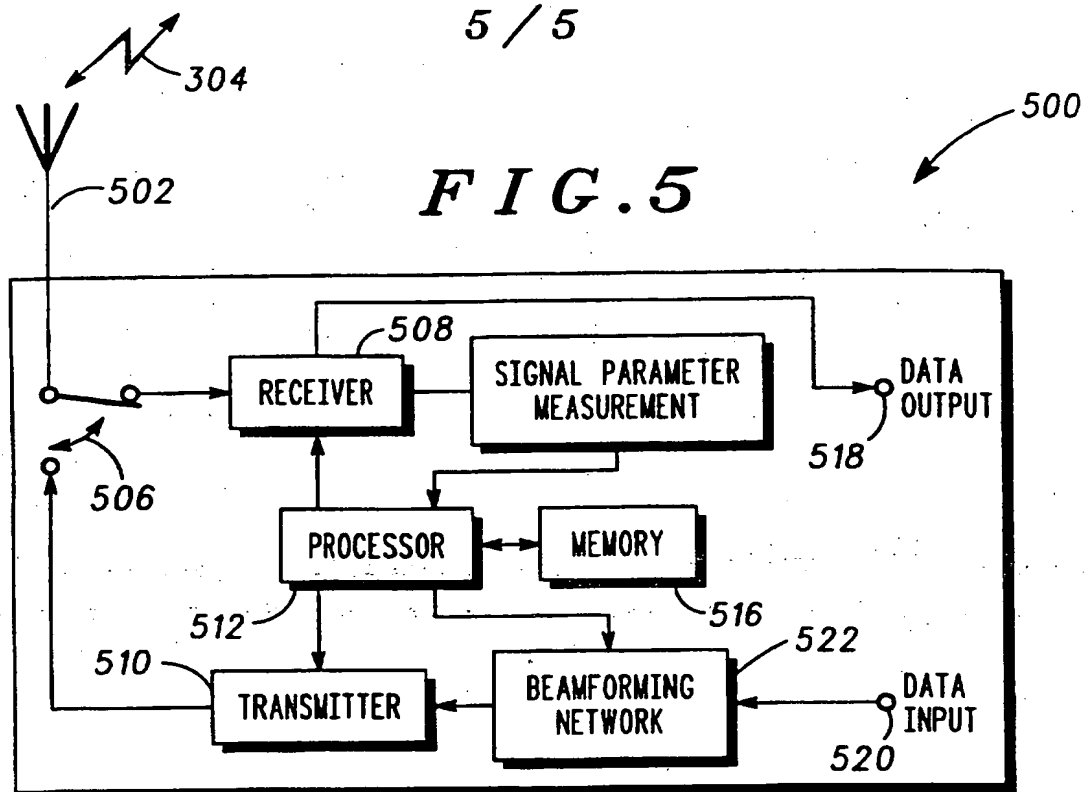 5/5
304
500
502
FIG. 5
508
RECEIVER
SIGNAL PARAMETER
MEASUREMENT
DATA
OUTPUT
518
506
PROCESSOR
MEMORY
512
516
510
522
TRANSMITTER
BEAMFORMING
NETWORK
DATA
INPUT
520